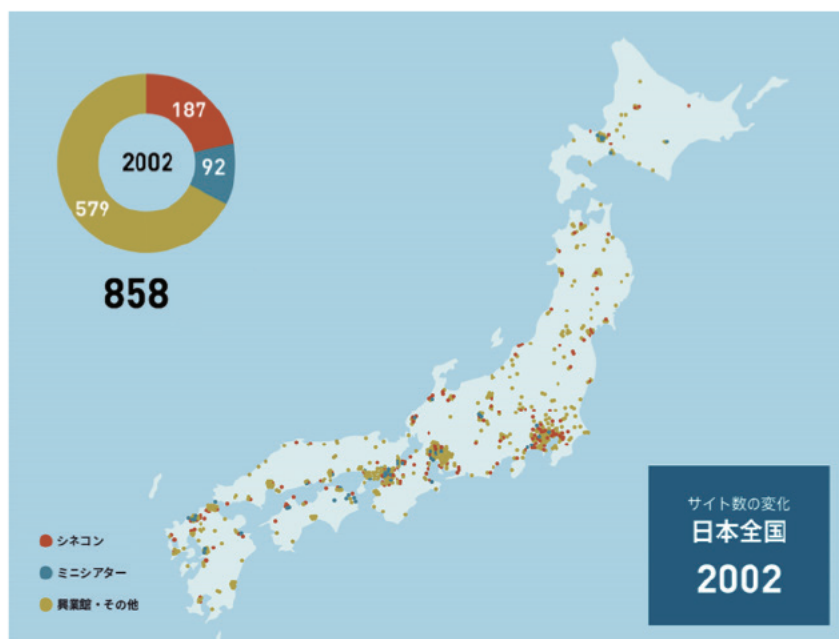 187
2002
92
579
858
シネコン
ミニシアター
興業館・その他
サイト数の変化
日本全国
2002